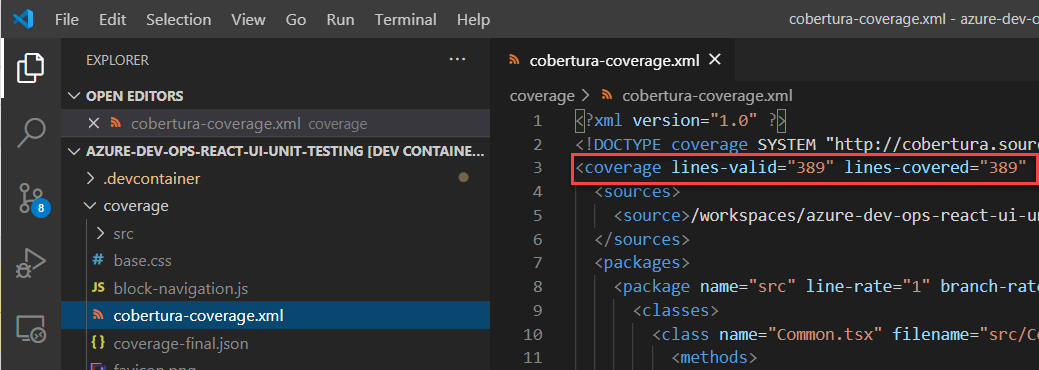 File Edit Selection View Go Run Terminal Help cobertura-coverage.xml - azure-dev-o
EXPLORER
OPEN EDITORS
cobertura-coverage.xml coverage
AZURE-DEV-OPS-REACT-UI-UNIT-TESTING [DEV CONTAINE...
.devcontainer
coverage
src
# base.css
JS block-navigation.js
cobertura-coverage.xml
{} coverage-final.json
favicon.png
8
cobertura-coverage.xml
coverage > cobertura-coverage.xml
1 <?xml version="1.0" ?>
2 <!DOCTYPE coverage SYSTEM "http://cobertura.sour
3 <coverage lines-valid="389" lines-covered="389"
4 <sources>
5 <source>/workspaces/azure-dev-ops-react-ui-un
6 </sources>
7 <packages>
8 <package name="src" line-rate="1" branch-rat
9 <classes>
10 <class name="Common.tsx" filename="src/Co
11 <methods>